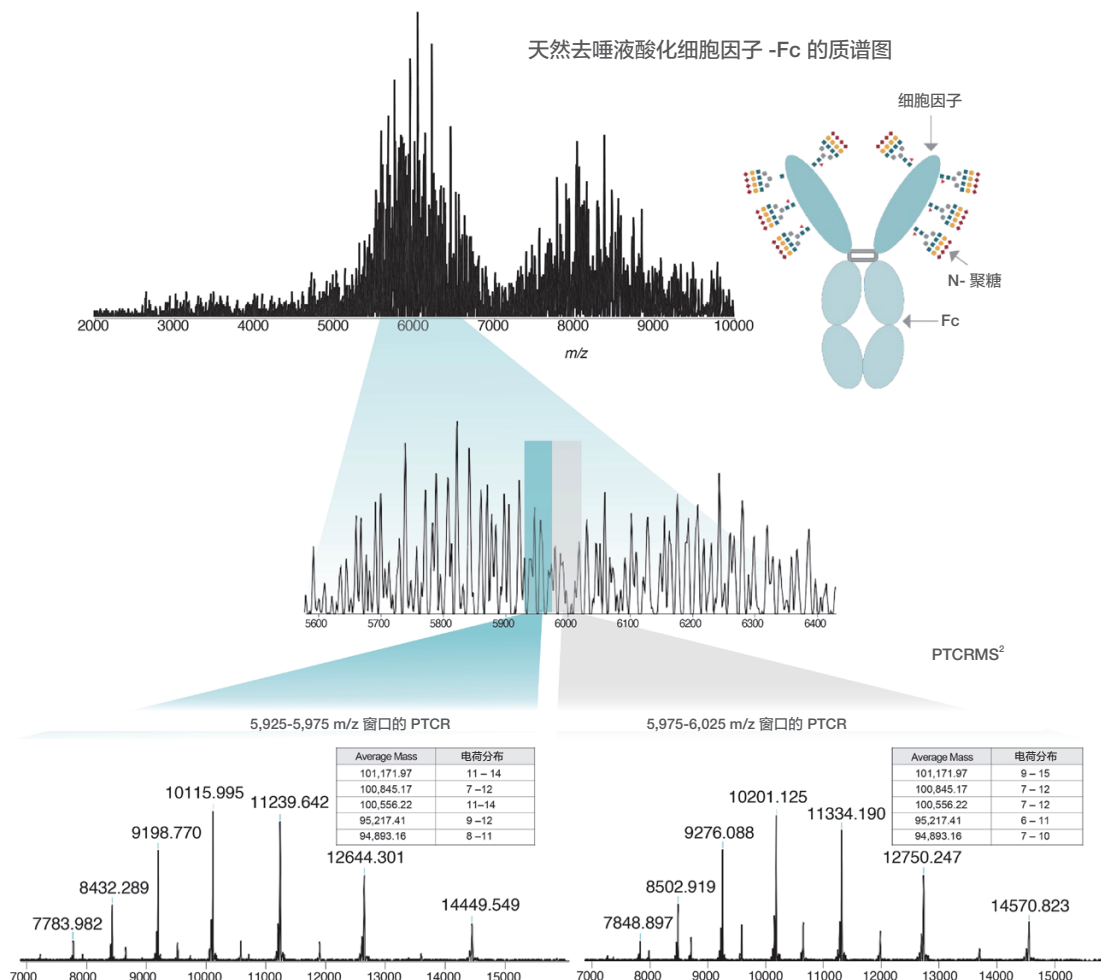 天然去唾液酸化细胞因子 -Fc 的质谱图
细胞因子
N- 聚糖
Fc
2000 3000 4000 5000 6000 7000 8000 9000 10000
m/z
5600 5700 5800 5900 6000 6100 6200 6300 6400
PTCRMS²
5,925-5,975 m/z 窗口的 PTCR
Average Mass 电荷分布
101,171.97 11 – 14
100,845.17 7 –12
100,556.22 11–14
95,217.41 9 –12
94,893.16 8 –11
10115.995
11239.642
9198.770
12644.301
8432.289
14449.549
7783.982
7000 8000 9000 10000 11000 12000 13000 14000 15000
5,975-6,025 m/z 窗口的 PTCR
Average Mass 电荷分布
101,171.97 9 – 15
100,845.17 7 – 12
100,556.22 7 – 12
95,217.41 6 – 11
94,893.16 7 – 10
10201.125
11334.190
9276.088
12750.247
8502.919
14570.823
7848.897
7000 8000 9000 10000 11000 12000 13000 14000 15000